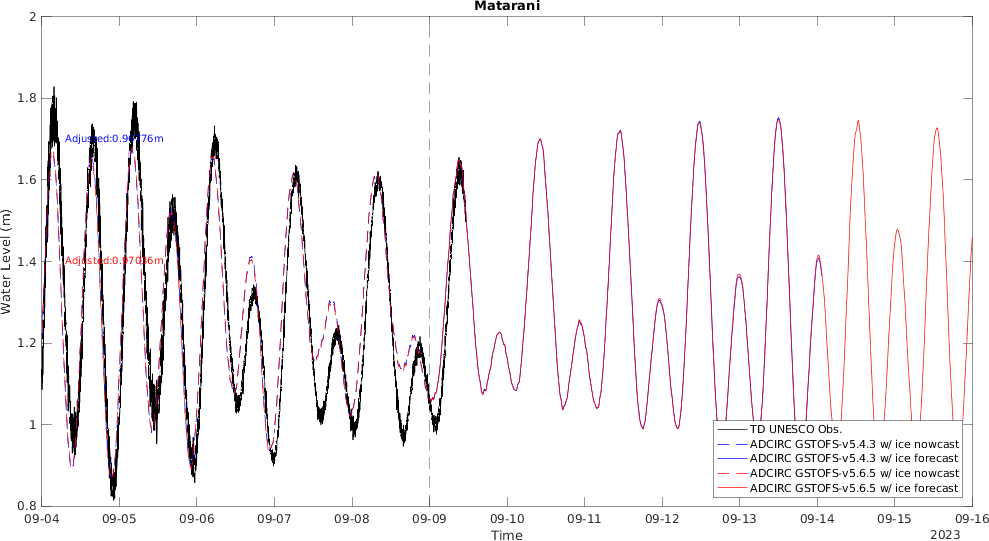 Matarani
2
1.8
1.6
1.4
1.2
1
0.8
Water Level (m)
09-04 09-05 09-06 09-07 09-08 09-09 09-10 09-11 09-12 09-13 09-14 09-15 09-16
Time
2023
TD UNESCO Obs.
ADCIRC GSTOFS-v5.4.3 w/ ice nowcast
ADCIRC GSTOFS-v5.4.3 w/ ice forecast
ADCIRC GSTOFS-v5.6.5 w/ ice nowcast
ADCIRC GSTOFS-v5.6.5 w/ ice forecast